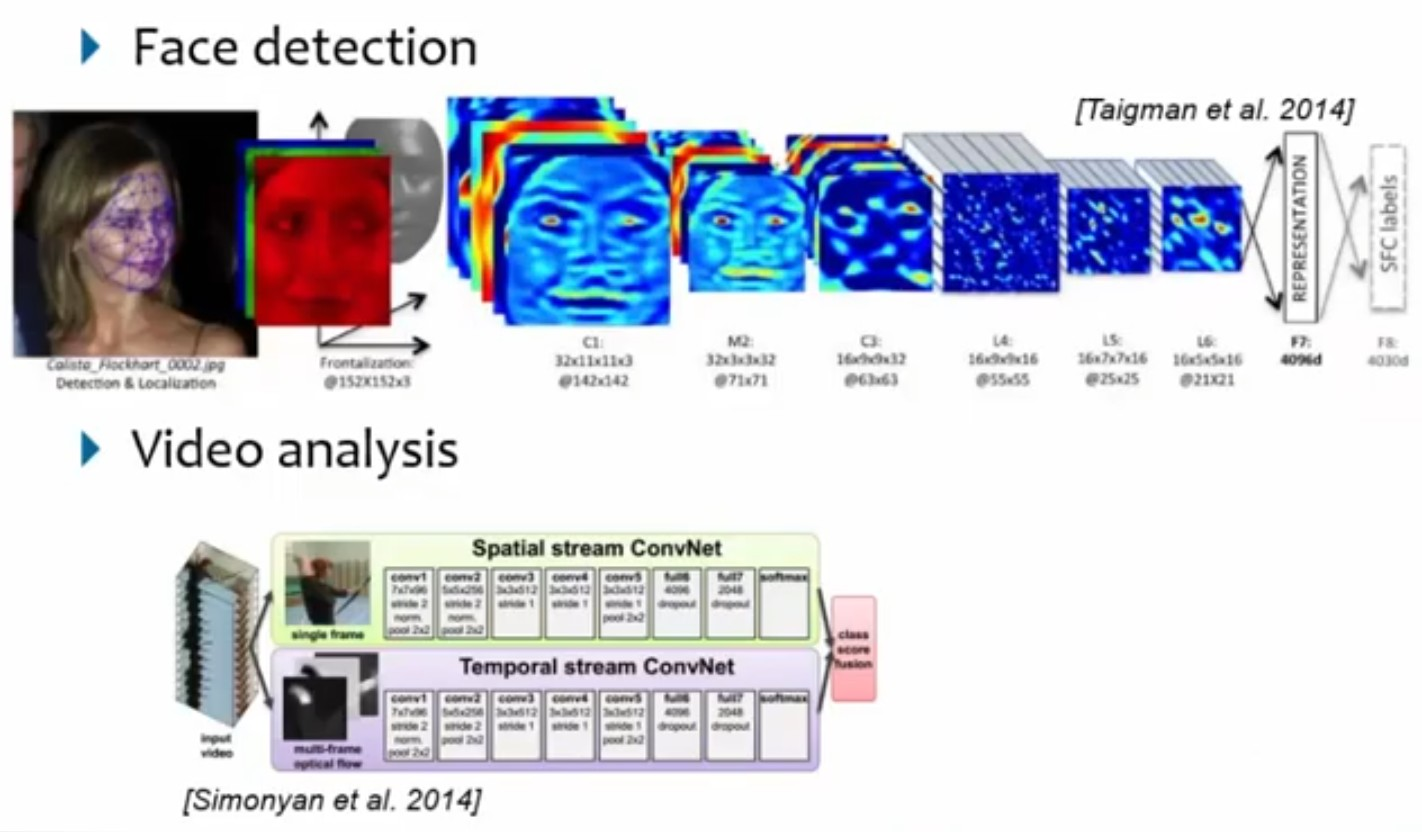 Face detection
[Taigman et al. 2014]
REPRESENTATION
SFC labels
Calista_Flockhart_0002.jpg
Detection & Localization
Frontalization:
@152X152x3
C1:
32x11x11x3
@142x142
M2:
32x3x3x32
@71x71
C3:
16x9x9x32
@63x63
L4:
16x9x9x16
@55x55
L5:
16x7x7x16
@25x25
L6:
16x5x5x16
@21X21
F7:
4096d
F8:
4030d
Video analysis
input
video
Spatial stream ConvNet
single frame
conv1
7x7x96
stride 2
norm.
pool 2x2
conv2
5x5x256
stride 2
norm.
pool 2x2
conv3
3x3x512
stride 1
conv4
3x3x512
stride 1
conv5
3x3x512
stride 1
pool 2x2
full6
4096
dropout
full7
2048
dropout
softmax
Temporal stream ConvNet
multi-frame
optical flow
conv1
7x7x96
stride 2
norm.
pool 2x2
conv2
5x5x256
stride 2
pool 2x2
conv3
3x3x512
stride 1
conv4
3x3x512
stride 1
conv5
3x3x512
stride 1
pool 2x2
full6
4096
dropout
full7
2048
dropout
softmax
class
score
fusion
[Simonyan et al. 2014]